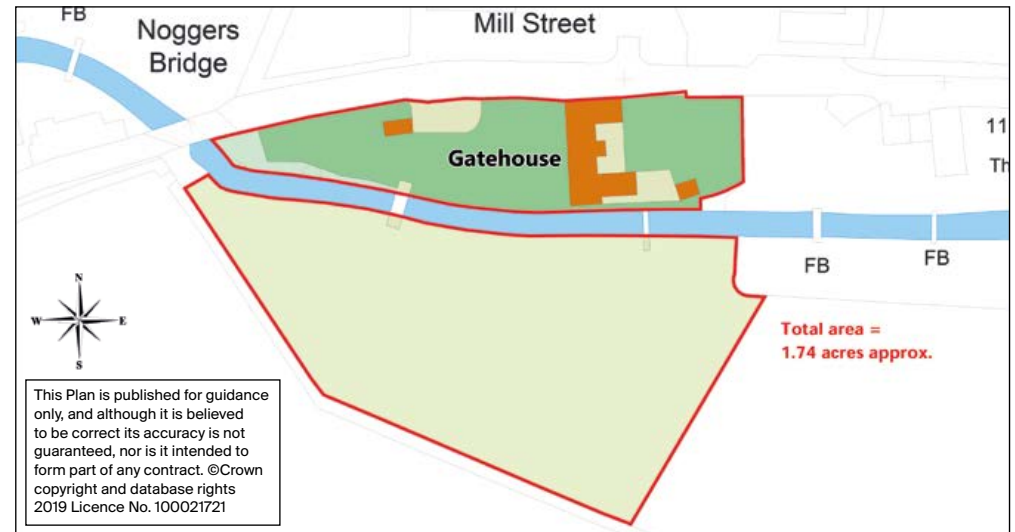 FB
Noggers
Bridge
Mill Street
11
Th
Gatehouse
FB
FB
N
W
E
S
Total area =
1.74 acres approx.
This Plan is published for guidance
only, and although it is believed
to be correct its accuracy is not
guaranteed, nor is it intended to
form part of any contract. ©Crown
copyright and database rights
2019 Licence No. 100021721